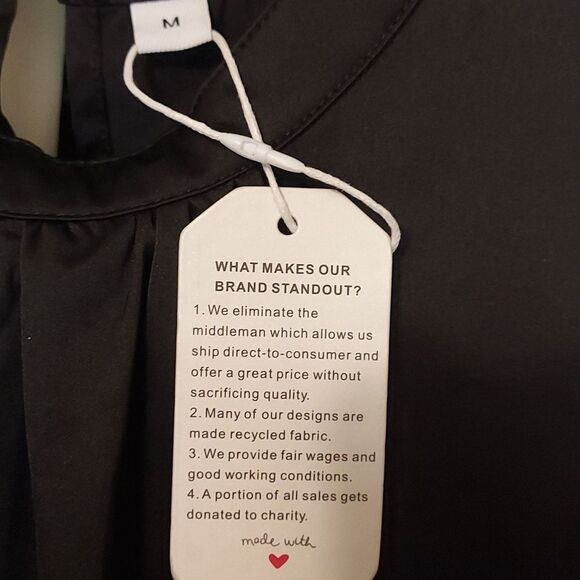 M
WHAT MAKES OUR
BRAND STANDOUT?
1. We eliminate the
middleman which allows us
ship direct-to-consumer and
offer a great price without
sacrificing quality.
2. Many of our designs are
made recycled fabric.
3. We provide fair wages and
good working conditions.
4. A portion of all sales gets
donated to charity.
made with